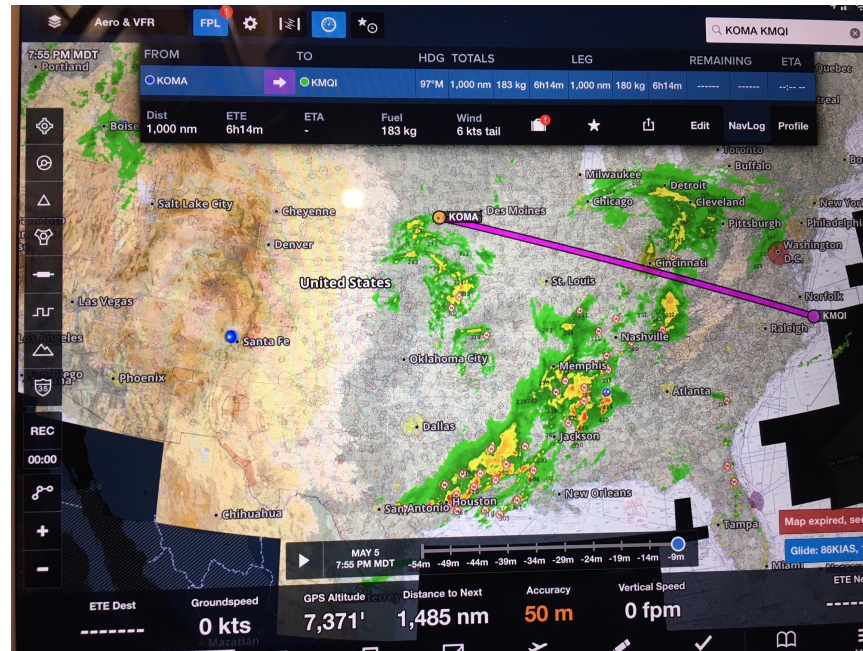 Aero & VFR
FPL
!
KOMA KMQI
7:55 PM MDT
FROM
TO
HDG
TOTALS
LEG
REMAINING
ETA
KOMA
KMQI
97°M
1,000 nm
183 kg
6h14m
1,000 nm
180 kg
6h14m
------
------
--:-- --
Dist
1,000 nm
ETE
6h14m
ETA
-
Fuel
183 kg
Wind
6 kts tail
!
Edit
NavLog
Profile
Portland
Quebec
Boise
Toronto
Buffalo
Milwaukee
Detroit
Salt Lake City
Cheyenne
KOMA
Des Moines
Chicago
Cleveland
New York
Pittsburgh
Philadelphia
Denver
Washington
D.C.
Cincinnati
United States
St. Louis
Las Vegas
Norfolk
KMQI
Raleigh
Santa Fe
Nashville
Oklahoma City
Memphis
Phoenix
Atlanta
35
Dallas
Jackson
REC
00:00
San Antonio
Houston
New Orleans
Chihuahua
Tampa
Map expired, se
Glide: 86KIAS,
Miami
MAY 5
7:55 PM MDT
-54m
-49m
-44m
-39m
-34m
-29m
-24m
-19m
-14m
-9m
ETE Dest
-------
Groundspeed
0 kts
GPS Altitude
7,371'
Distance to Next
1,485 nm
Accuracy
50 m
Vertical Speed
0 fpm
ETE Ne
Mazatlán